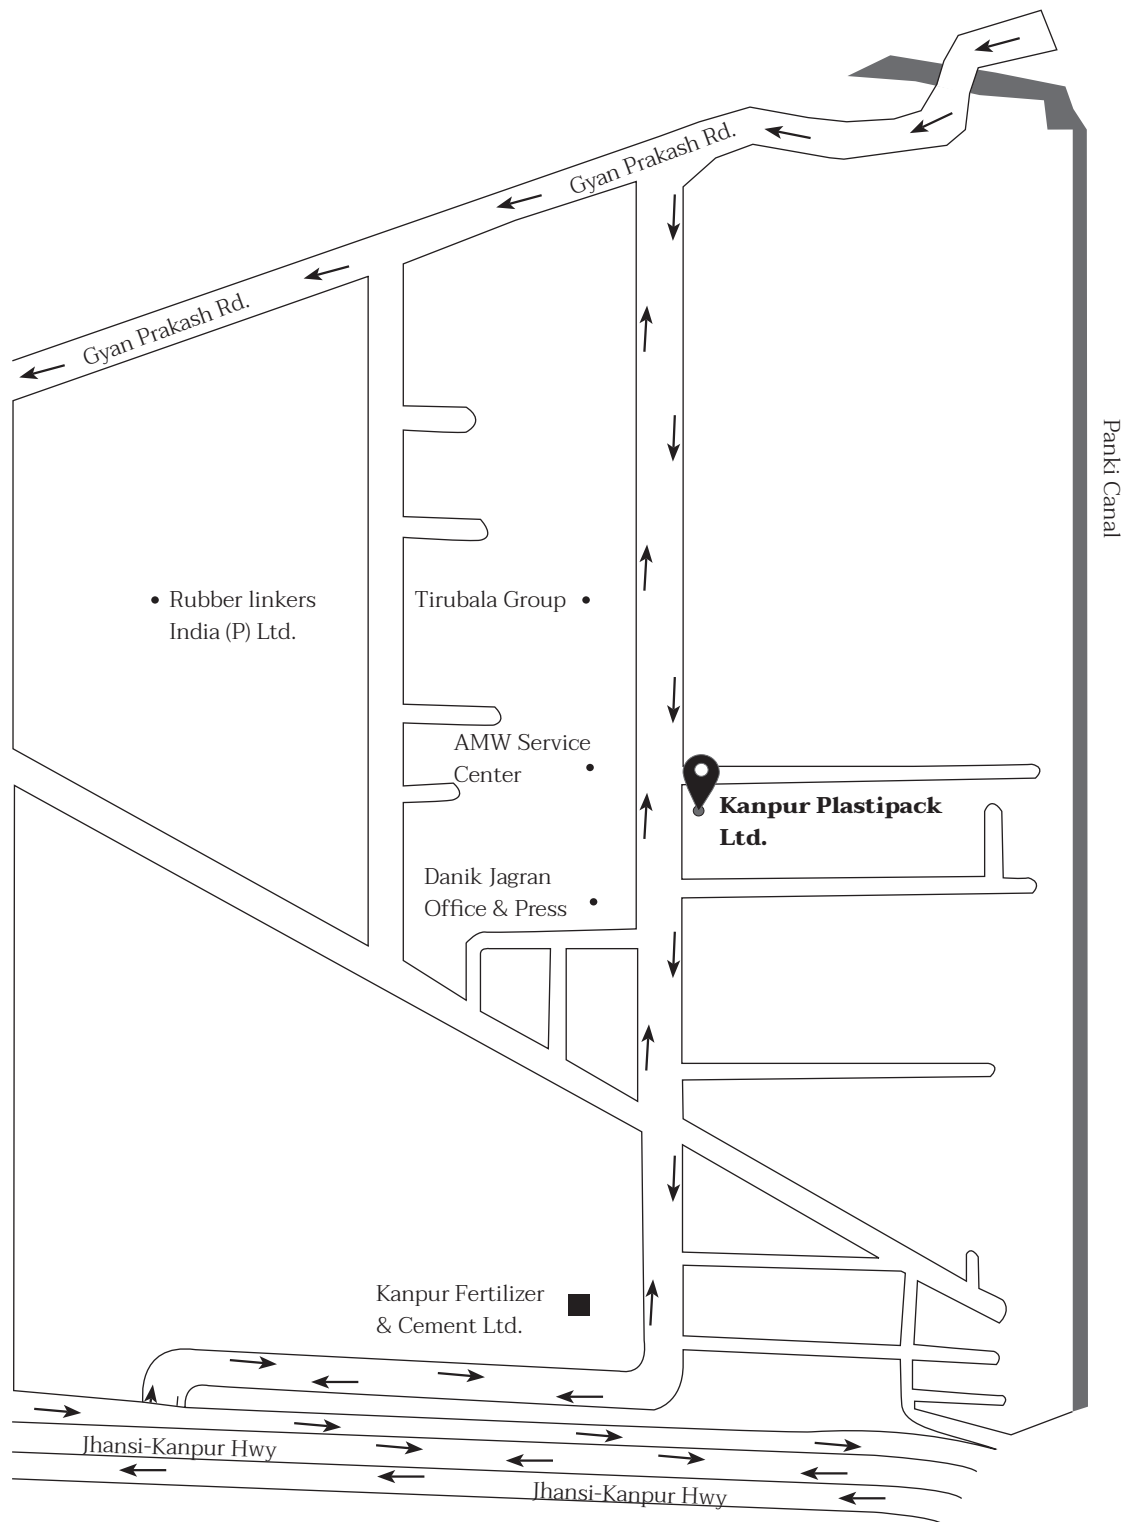 Gyan Prakash Rd.
Gyan Prakash Rd.
Panki Canal
Rubber linkers
India (P) Ltd.
Tirubala Group
AMW Service
Center
Kanpur Plastipack
Ltd.
Danik Jagran
Office & Press
Kanpur Fertilizer
& Cement Ltd.
Jhansi-Kanpur Hwy
Jhansi-Kanpur Hwy